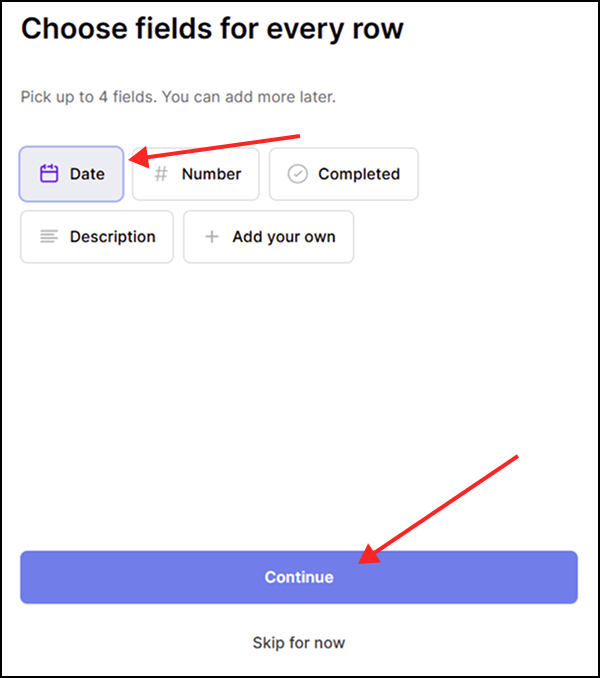 Choose fields for every row
Pick up to 4 fields. You can add more later.
Date # Number Completed
Description + Add your own
Continue
Skip for now